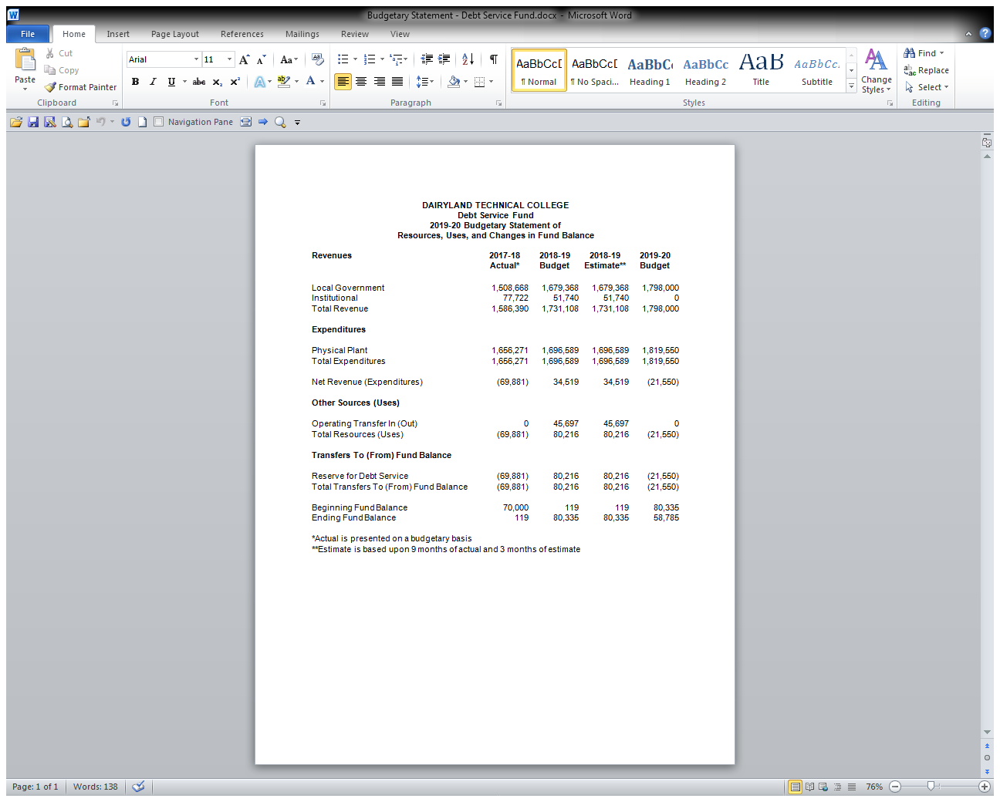 Budgetary Statement - Debt Service Fund.docx - Microsoft Word
File Home Insert Page Layout References Mailings Review View
Paste
Cut
Copy
Format Painter
Clipboard
Arial 11
Font
Paragraph
AaBbCcD ¶ Normal
AaBbCcD ¶ No Spaci...
AaBbC Heading 1
AaBbCc Heading 2
AaB Title
AaBbCc. Subtitle
Change Styles
Styles
Find
Replace
Select
Editing
Navigation Pane
DAIRYLAND TECHNICAL COLLEGE
Debt Service Fund
2019-20 Budgetary Statement of
Resources, Uses, and Changes in Fund Balance
Revenues 2017-18 2018-19 2018-19 2019-20
Actual* Budget Estimate** Budget
Local Government 1,508,668 1,679,368 1,679,368 1,798,000
Institutional 77,722 51,740 51,740 0
Total Revenue 1,586,390 1,731,108 1,731,108 1,798,000
Expenditures
Physical Plant 1,656,271 1,696,589 1,696,589 1,819,550
Total Expenditures 1,656,271 1,696,589 1,696,589 1,819,550
Net Revenue (Expenditures) (69,881) 34,519 34,519 (21,550)
Other Sources (Uses)
Operating Transfer In (Out) 0 45,697 45,697 0
Total Resources (Uses) (69,881) 80,216 80,216 (21,550)
Transfers To (From) Fund Balance
Reserve for Debt Service (69,881) 80,216 80,216 (21,550)
Total Transfers To (From) Fund Balance (69,881) 80,216 80,216 (21,550)
Beginning Fund Balance 70,000 119 119 80,335
Ending Fund Balance 119 80,335 80,335 58,785
*Actual is presented on a budgetary basis
**Estimate is based upon 9 months of actual and 3 months of estimate
Page: 1 of 1 Words: 138 76%